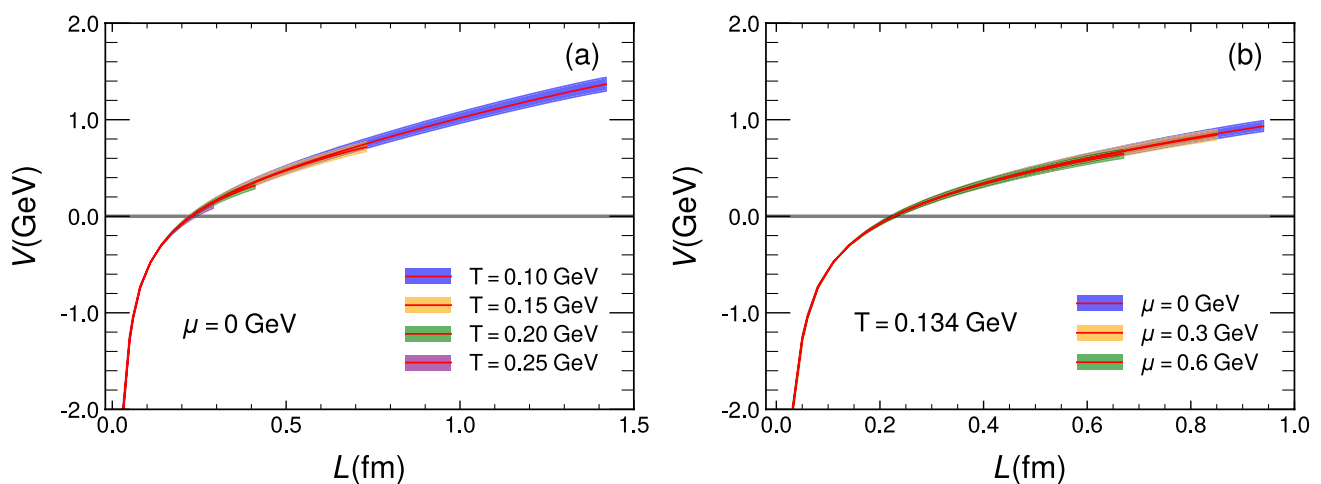 (a)
V(GeV)
2.0
1.0
0.0
-1.0
-2.0
μ = 0 GeV
T = 0.10 GeV
T = 0.15 GeV
T = 0.20 GeV
T = 0.25 GeV
0.0 0.5 1.0 1.5
L(fm)
(b)
V(GeV)
2.0
1.0
0.0
-1.0
-2.0
T = 0.134 GeV
μ = 0 GeV
μ = 0.3 GeV
μ = 0.6 GeV
0.0 0.2 0.4 0.6 0.8 1.0
L(fm)